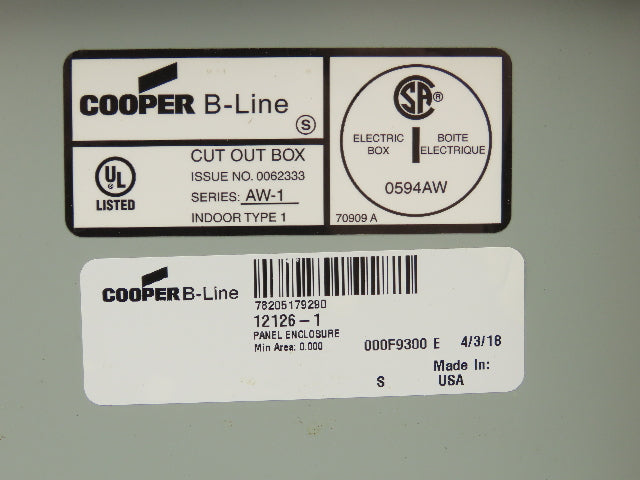 COOPER B-Line
S
UL
LISTED
CUT OUT BOX
ISSUE NO. 0062333
SERIES: AW-1
INDOOR TYPE 1
SA ®
ELECTRIC BOX
BOITE ELECTRIQUE
0594AW
70909 A
COOPER B-Line
78205179290
12126-1
PANEL ENCLOSURE
Min Area: 0.000
000F9300 E 4/3/18
Made In:
S USA